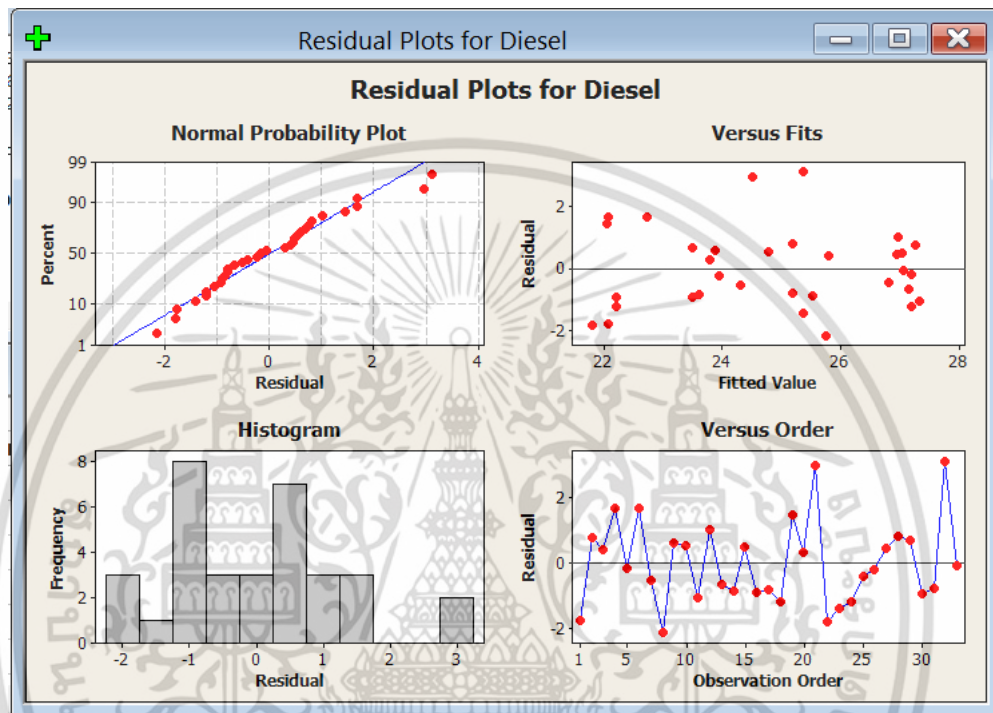 Residual Plots for Diesel
Residual Plots for Diesel
Normal Probability Plot
Percent
99
90
50
10
1
-2
0
2
4
Residual
Versus Fits
Residual
2
0
-2
22
24
26
28
Fitted Value
Histogram
Frequency
8
6
4
2
0
-2
-1
0
1
2
3
Residual
Versus Order
Residual
2
0
-2
1
5
10
15
20
25
30
Observation Order